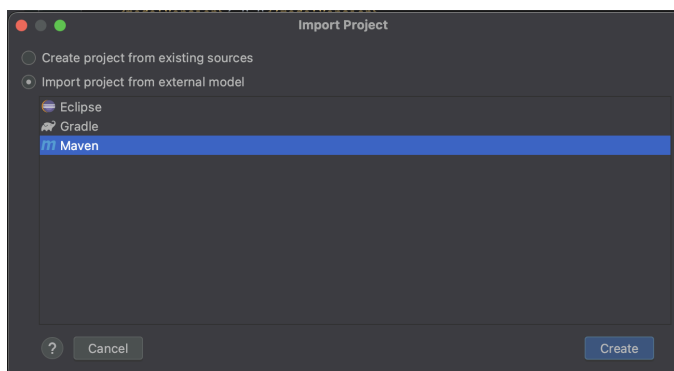 Import Project
Create project from existing sources
Import project from external model
Eclipse
Gradle
m Maven
?
Cancel
Create